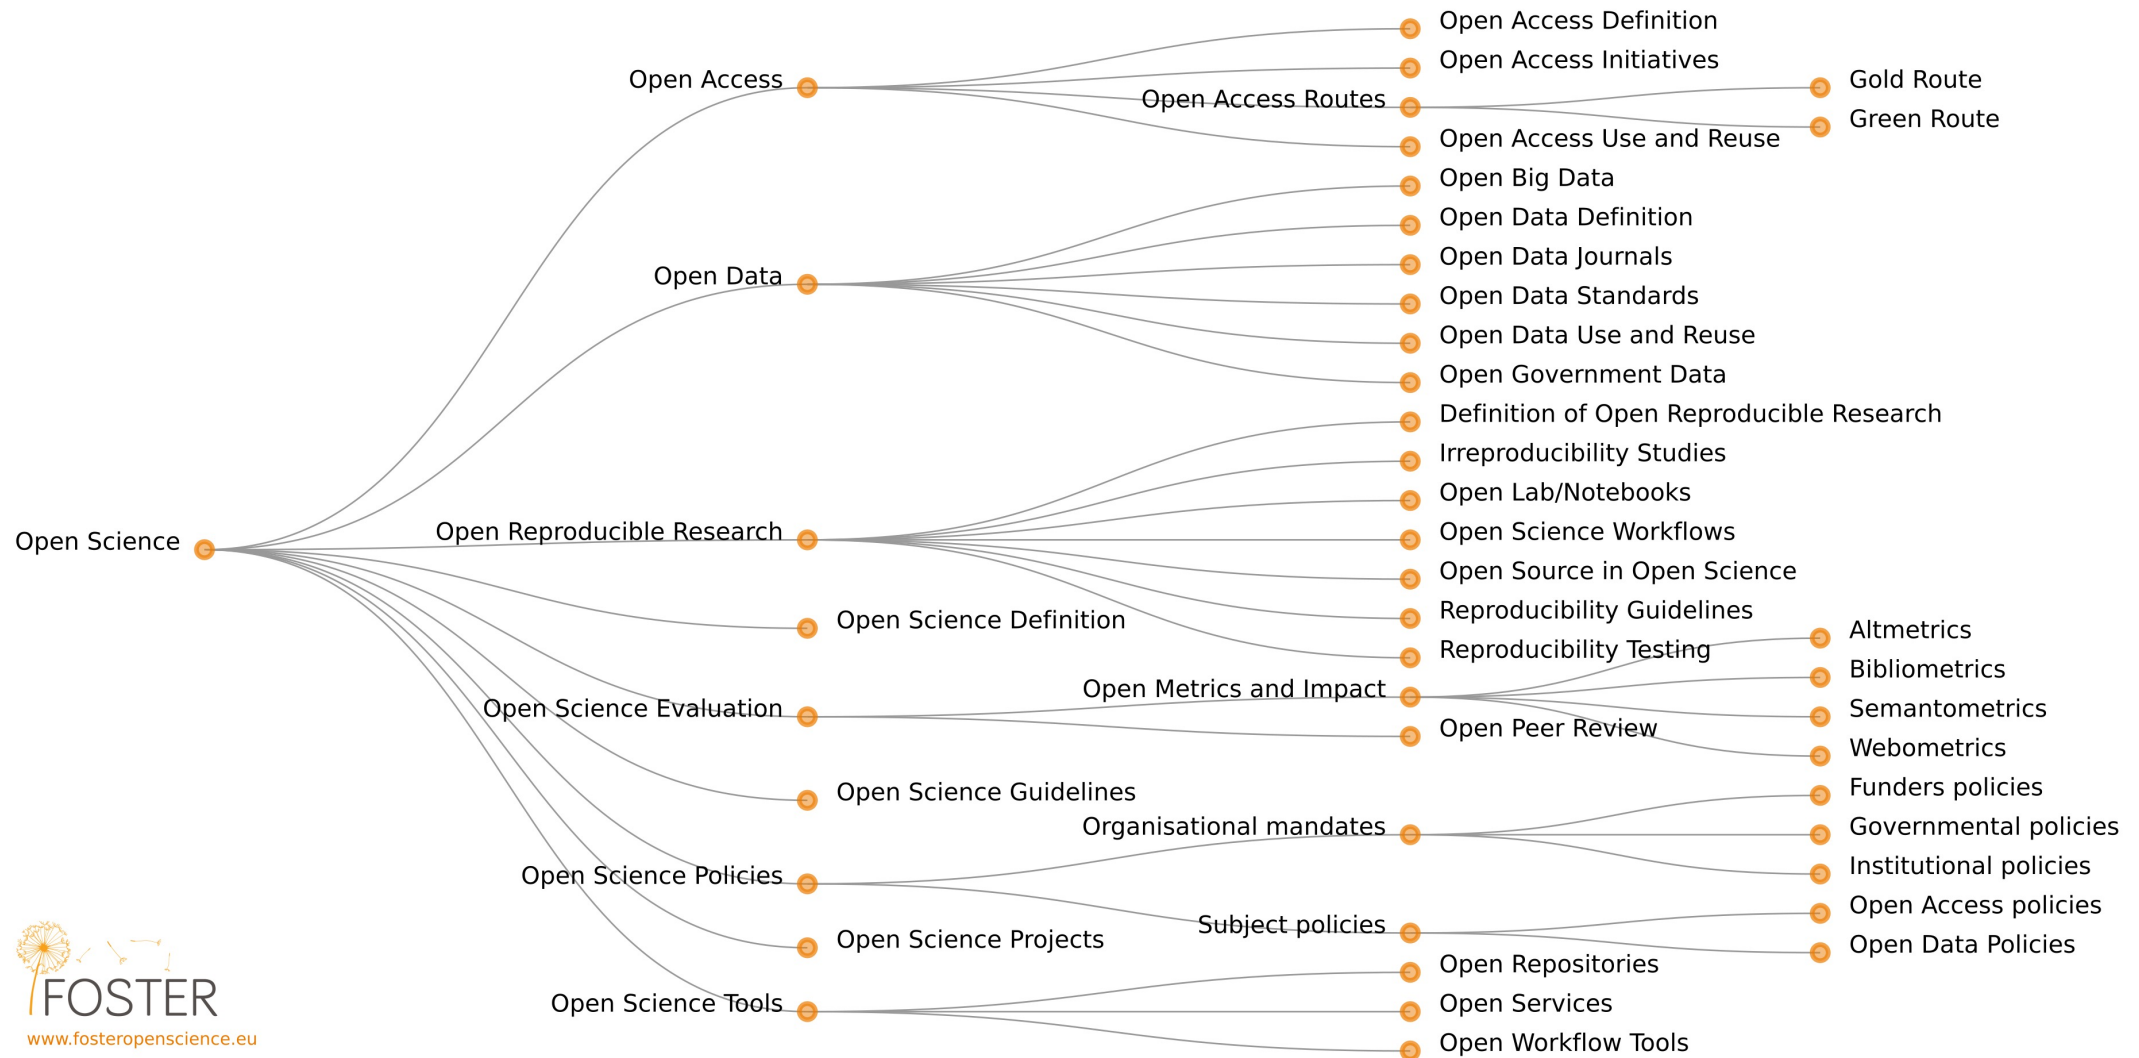 Open Science
Open Access
Open Access Definition
Open Access Initiatives
Open Access Routes
Gold Route
Green Route
Open Access Use and Reuse
Open Data
Open Big Data
Open Data Definition
Open Data Journals
Open Data Standards
Open Data Use and Reuse
Open Government Data
Open Reproducible Research
Definition of Open Reproducible Research
Irreproducibility Studies
Open Lab/Notebooks
Open Science Workflows
Open Source in Open Science
Reproducibility Guidelines
Reproducibility Testing
Open Science Definition
Open Science Evaluation
Open Metrics and Impact
Altmetrics
Bibliometrics
Semantometrics
Webometrics
Open Peer Review
Open Science Guidelines
Open Science Policies
Organisational mandates
Funders policies
Governmental policies
Institutional policies
Subject policies
Open Access policies
Open Data Policies
Open Science Projects
Open Science Tools
Open Repositories
Open Services
Open Workflow Tools
FOSTER
www.fosteropenscience.eu